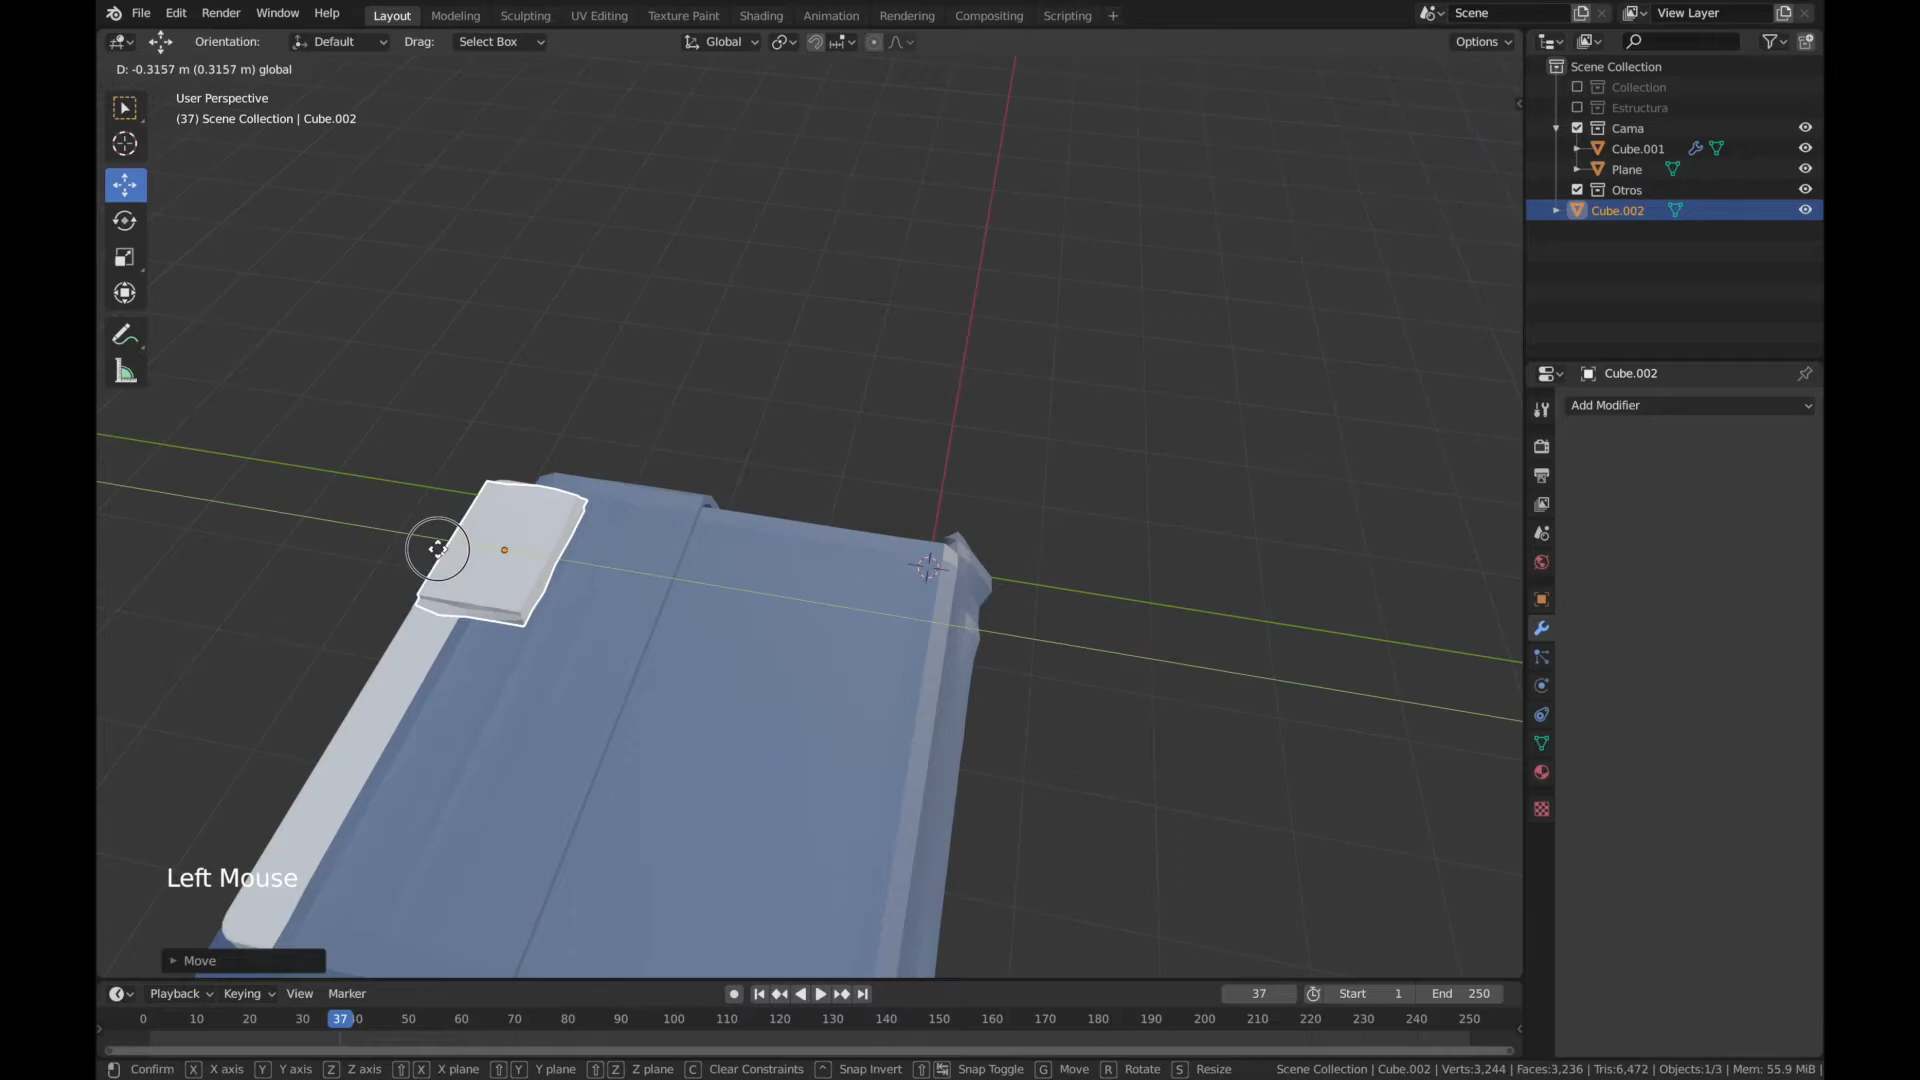 File Edit Render Window Help Layout Modeling Sculpting UV Editing Texture Paint Shading Animation Rendering Compositing Scripting + Scene View Layer
Orientation: Default Drag: Select Box Global Options
D: -0.3157 m (0.3157 m) global
User Perspective
(37) Scene Collection | Cube.002
Scene Collection
Collection
Estructura
Cama
Cube.001
Plane
Otros
Cube.002
Cube.002
Add Modifier
Left Mouse
Move
Playback Keying View Marker 37 Start 1 End 250
0 10 20 30 37 40 50 60 70 80 90 100 110 120 130 140 150 160 170 180 190 200 210 220 230 240 250
Confirm X X axis Y Y axis Z Z axis X X plane Y Y plane Z Z plane C Clear Constraints Snap Invert Snap Toggle G Move R Rotate S Resize Scene Collection | Cube.002 | Verts:3,244 | Faces:3,236 | Tris:6,472 | Objects:1/3 | Mem: 55.9 MiB |